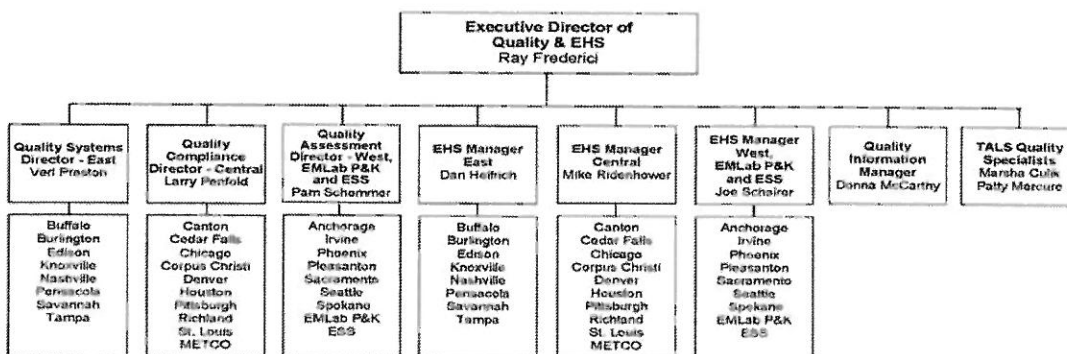 Executive Director of
Quality & EHS
Ray Frederici
Quality Systems
Director - East
Verl Preston
Quality
Compliance
Director - Central
Larry Penfold
Quality
Assessment
Director - West,
EMLab P&K
and ESS
Pam Schemmer
EHS Manager
East
Dan Helfrich
EHS Manager
Central
Mike Ridenhower
EHS Manager
West,
EMLab P&K
and ESS
Joe Schairer
Quality
Information
Manager
Donna McCarthy
TALS Quality
Specialists
Marsha Culik
Patty Mercure
Buffalo
Burlington
Edison
Knoxville
Nashville
Pensacola
Savannah
Tampa
Canton
Cedar Falls
Chicago
Corpus Christi
Denver
Houston
Pittsburgh
Richland
St. Louis
METCO
Anchorage
Irvine
Phoenix
Pleasanton
Sacramento
Seattle
Spokane
EMLab P&K
ESS
Buffalo
Burlington
Edison
Knoxville
Nashville
Pensacola
Savannah
Tampa
Canton
Cedar Falls
Chicago
Corpus Christi
Denver
Houston
Pittsburgh
Richland
St. Louis
METCO
Anchorage
Irvine
Phoenix
Pleasanton
Sacramento
Seattle
Spokane
EMLab P&K
ESS